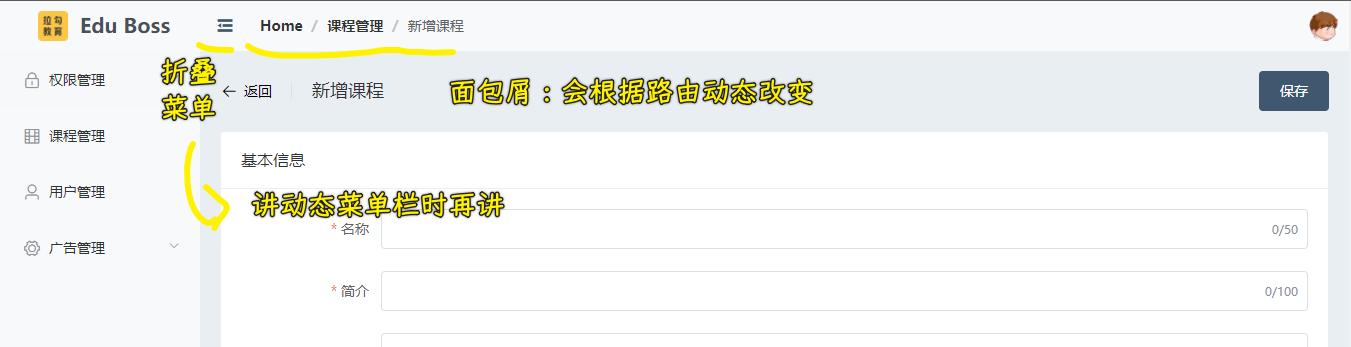 拉勾
教育
Edu Boss
Home / 课程管理 / 新增课程
权限管理
课程管理
用户管理
广告管理
折叠
菜单
← 返回
新增课程
面包屑：会根据路由动态改变
保存
基本信息
讲动态菜单栏时再讲
* 名称
0/50
* 简介
0/100